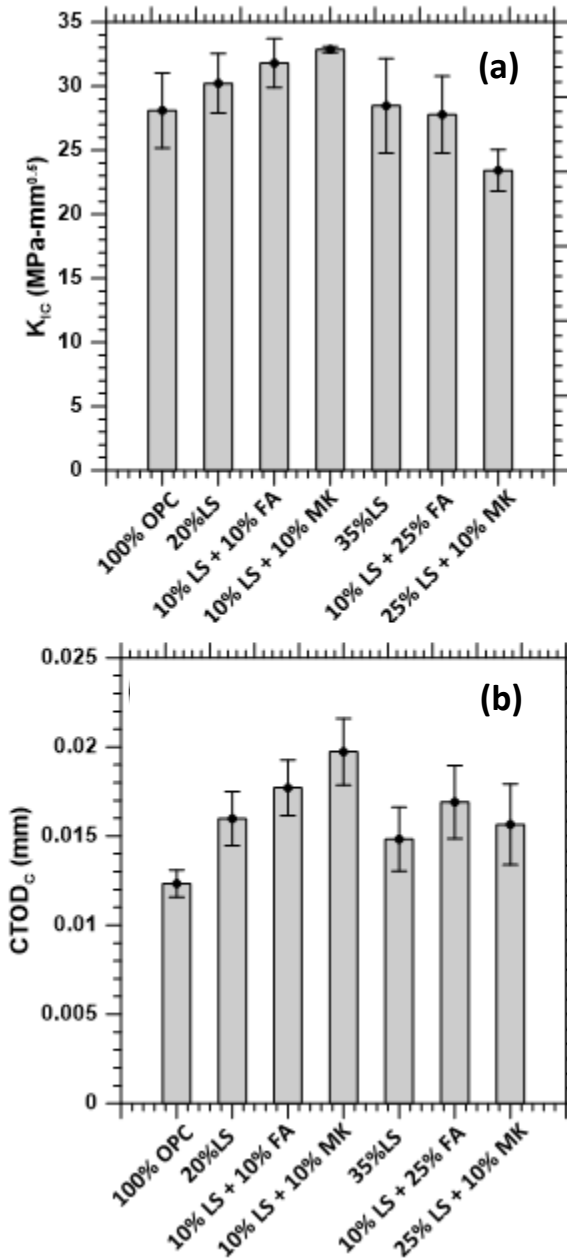 (a)
35
30
25
20
15
10
5
0
K_IC (MPa-mm^0.5)
100% OPC
20%LS
10% LS + 10% FA
10% LS + 10% MK
35%LS
10% LS + 25% FA
25% LS + 10% MK
(b)
0.025
0.02
0.015
0.01
0.005
0
CTOD_C (mm)
100% OPC
20%LS
10% LS + 10% FA
10% LS + 10% MK
35%LS
10% LS + 25% FA
25% LS + 10% MK